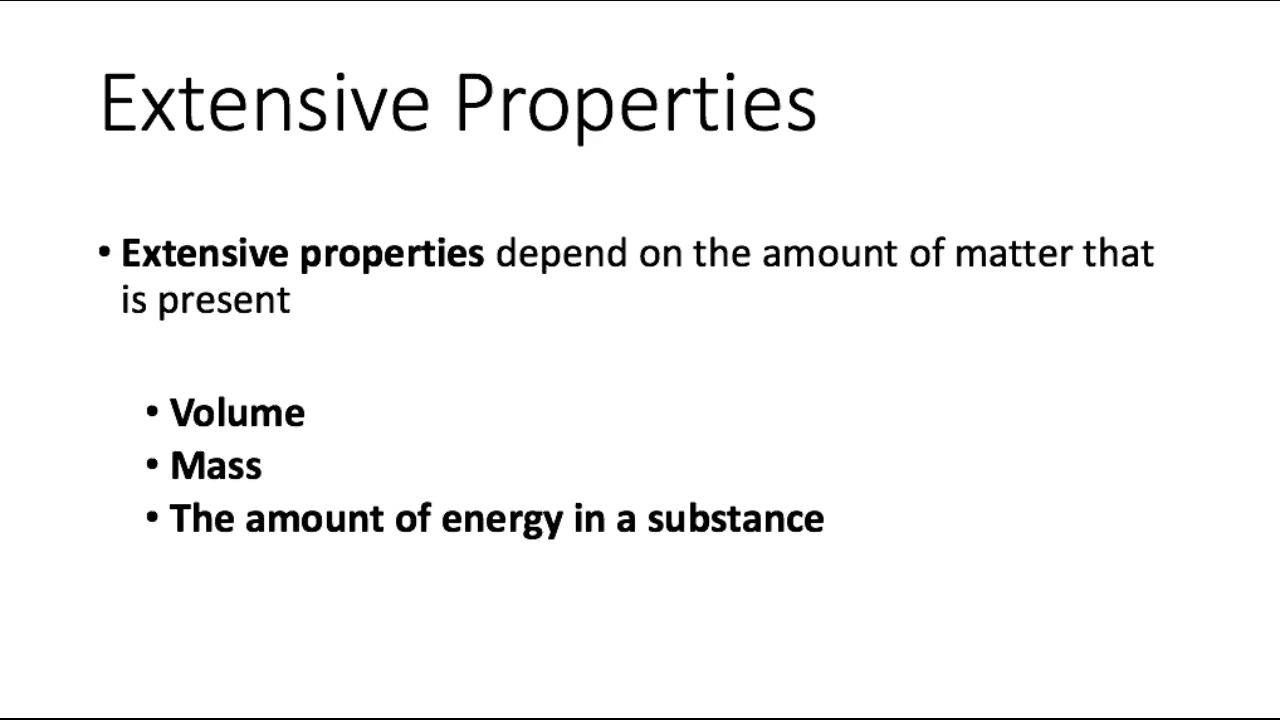 Extensive Properties
• Extensive properties depend on the amount of matter that
is present
• Volume
• Mass
• The amount of energy in a substance